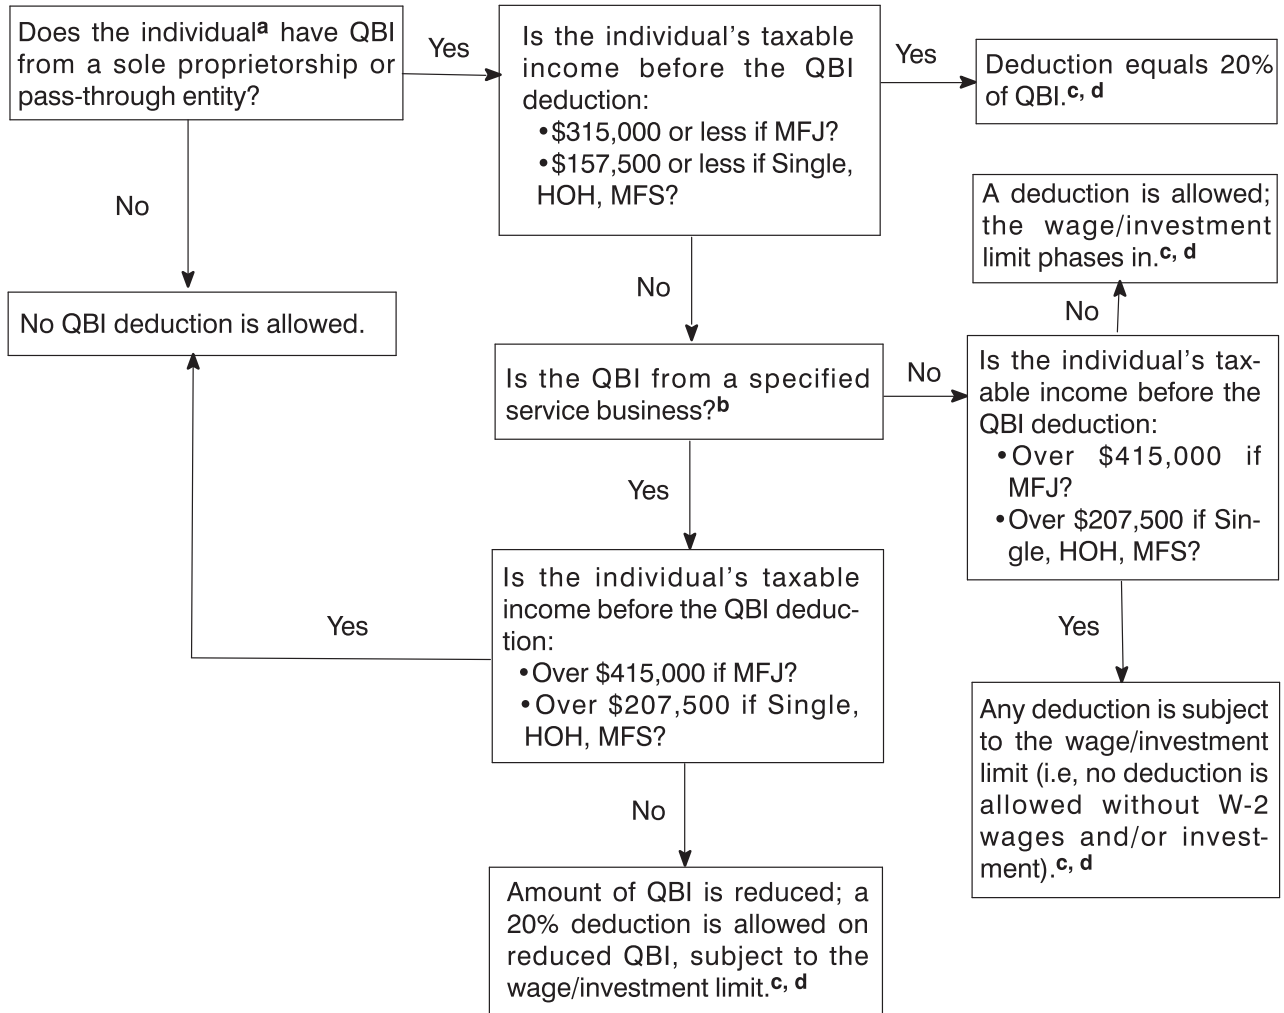 Does the individuala have QBI
from a sole proprietorship or
pass-through entity?
Yes
Is the individual's taxable
income before the QBI
deduction:
•$315,000 or less if MFJ?
•$157,500 or less if Single,
HOH, MFS?
Yes
Deduction equals 20%
of QBI.c, d
No
No QBI deduction is allowed.
No
A deduction is allowed;
the wage/investment
limit phases in.c, d
No
Is the QBI from a specified
service business?b
No
Is the individual's tax-
able income before the
QBI deduction:
•Over $415,000 if
MFJ?
•Over $207,500 if Sin-
gle, HOH, MFS?
Yes
Is the individual's taxable
income before the QBI deduc-
tion:
•Over $415,000 if MFJ?
•Over $207,500 if Single,
HOH, MFS?
Yes
Yes
Any deduction is subject
to the wage/investment
limit (i.e, no deduction is
allowed without W-2
wages and/or invest-
ment).c, d
No
Amount of QBI is reduced; a
20% deduction is allowed on
reduced QBI, subject to the
wage/investment limit.c, d